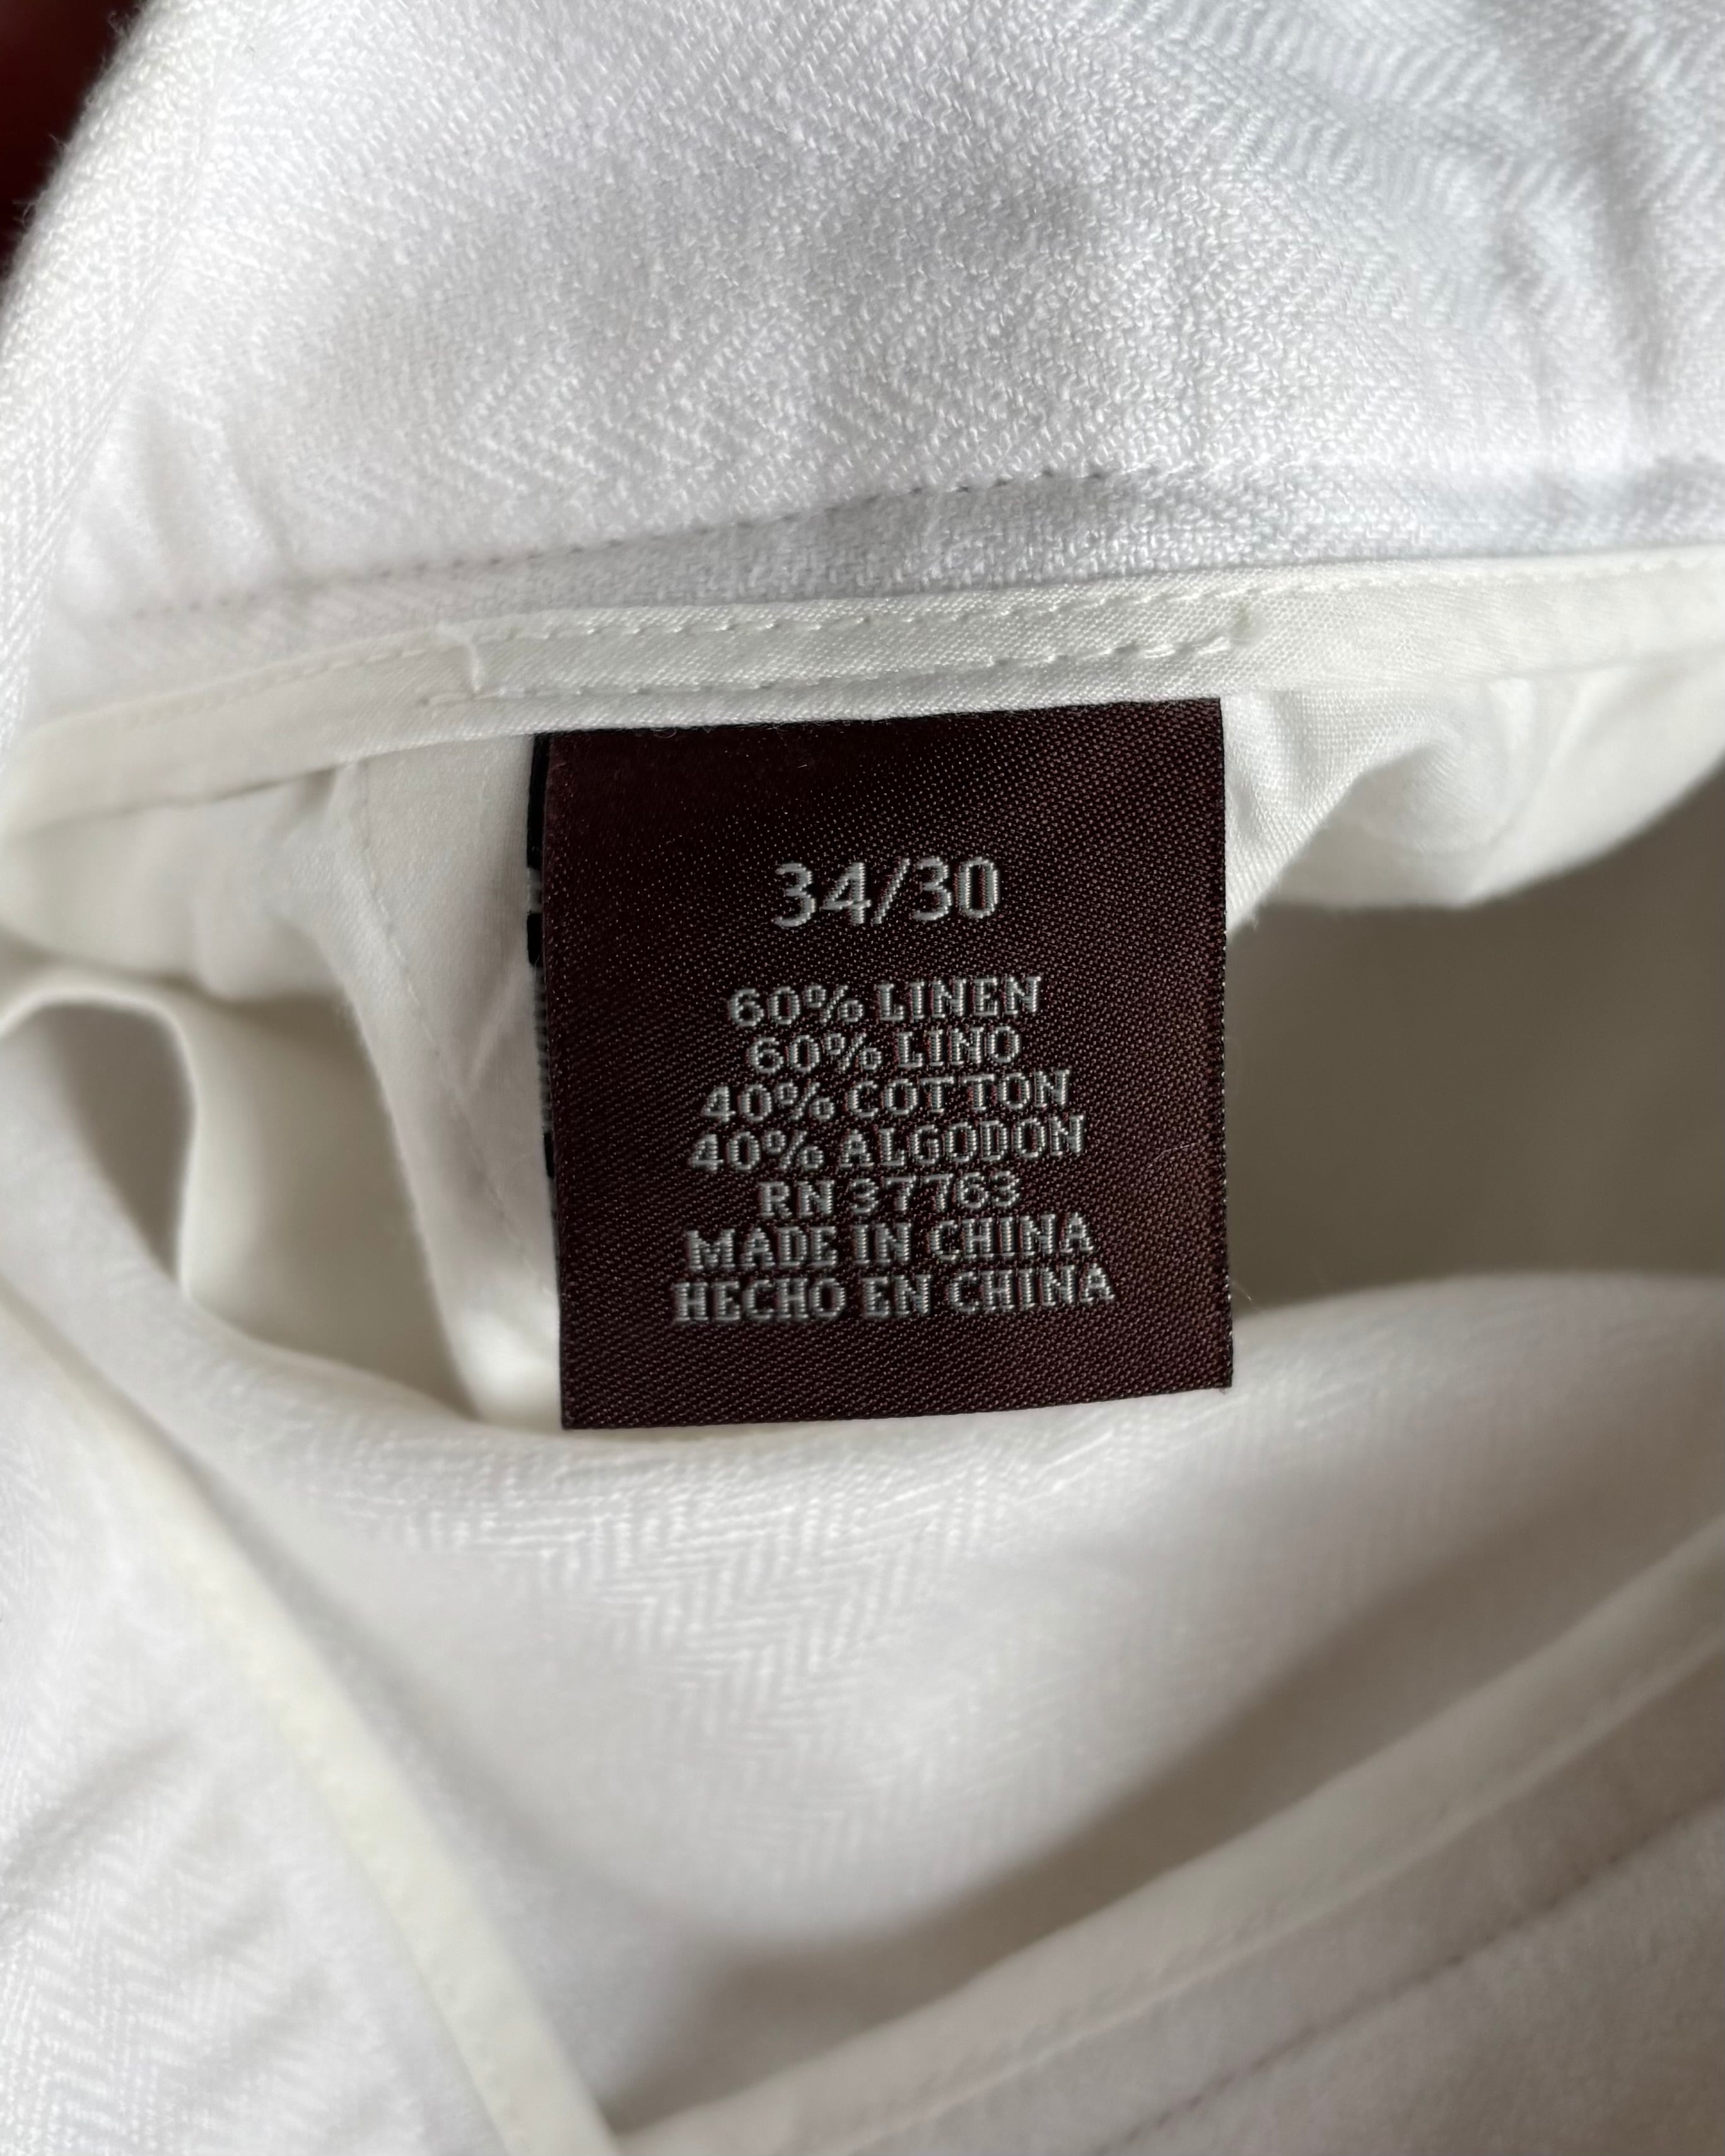 34/30
60% LINEN
60% LINO
40% COTTON
40% ALGODON
RN 37763
MADE IN CHINA
HECHO EN CHINA